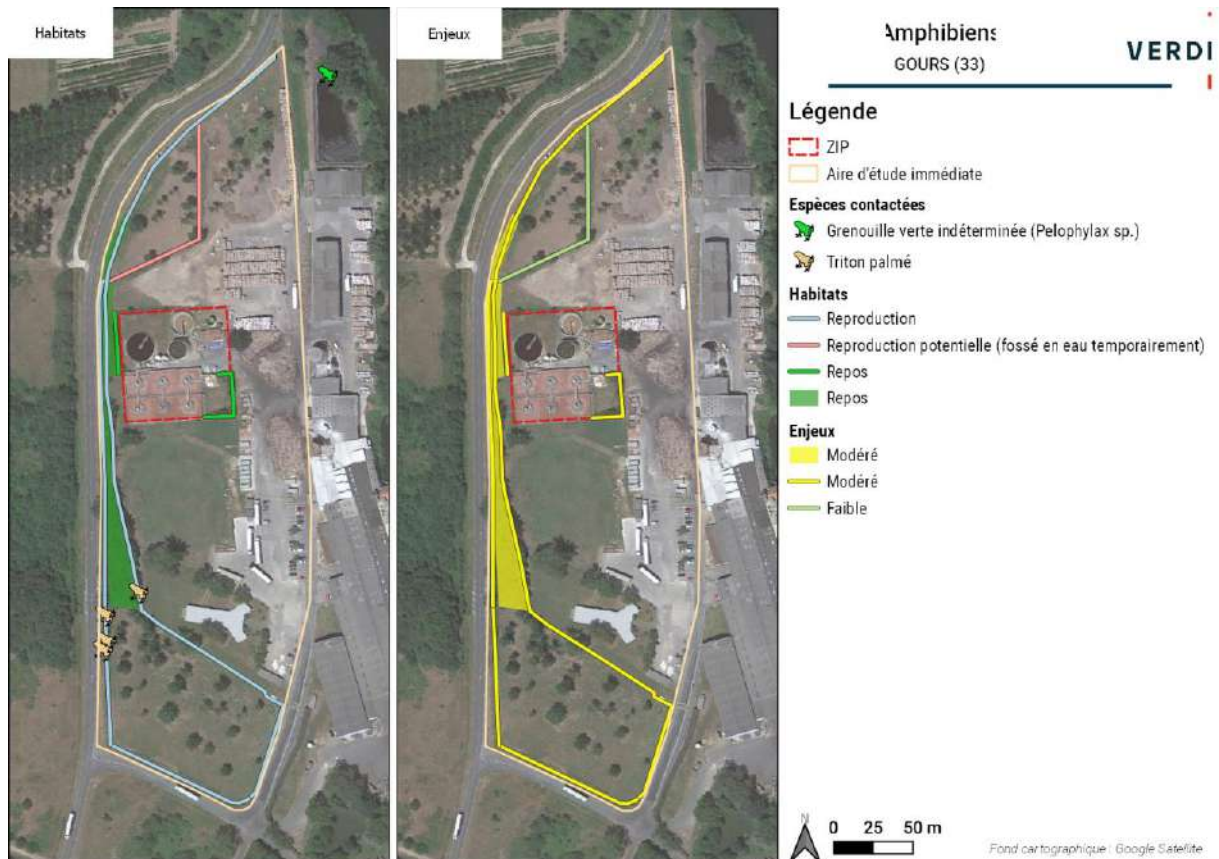 Habitats
Enjeux
Amphibiens
GOURS (33)
VERDI
Légende
ZIP
Aire d'étude immédiate
Espèces contactées
Grenouille verte indéterminée (Pelophylax sp.)
Triton palmé
Habitats
Reproduction
Reproduction potentielle (fossé en eau temporairement)
Repos
Repos
Enjeux
Modéré
Modéré
Faible
N
0 25 50 m
Fond cartographique : Google Satellite